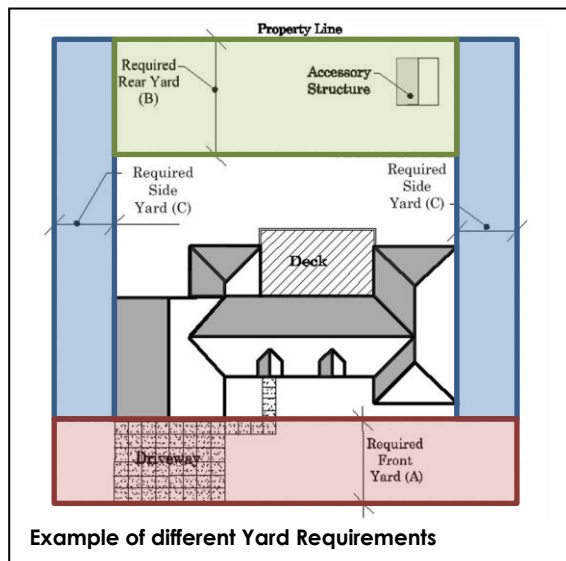 Property Line
Required
Rear Yard
(B)
Accessory
Structure
Required
Side
Yard (C)
Required
Side
Yard (C)
Deck
Driveway
Required
Front
Yard (A)
Example of different Yard Requirements